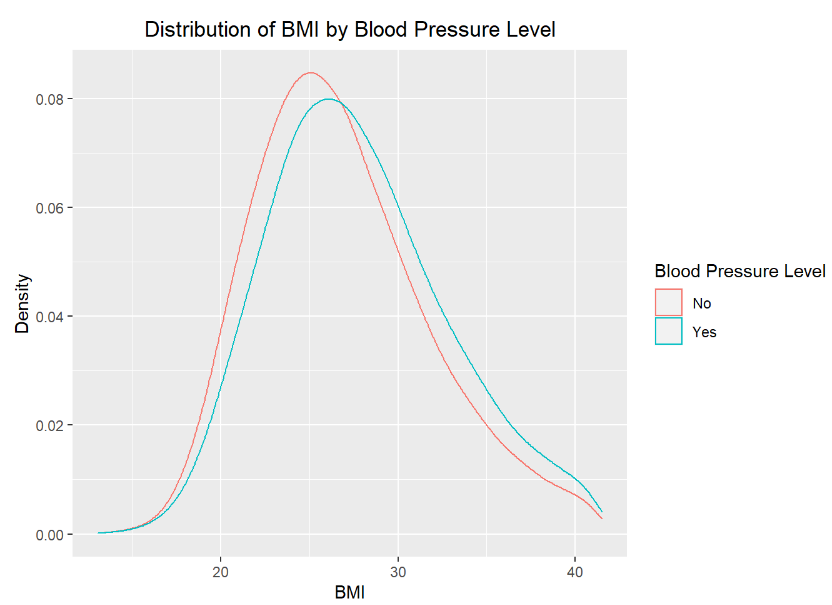 Distribution of BMI by Blood Pressure Level
0.08
0.06
0.04
0.02
0.00
Density
20 30 40
BMI
Blood Pressure Level
No
Yes